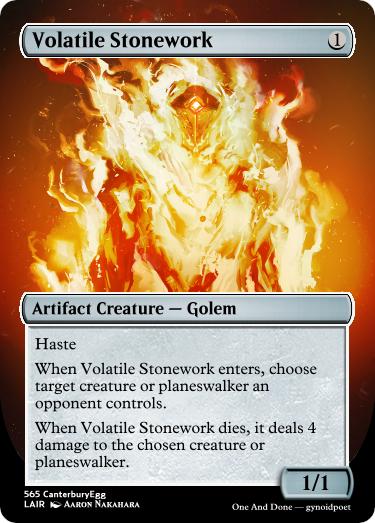 Volatile Stonework
1
Artifact Creature — Golem
Haste
When Volatile Stonework enters, choose
target creature or planeswalker an
opponent controls.
When Volatile Stonework dies, it deals 4
damage to the chosen creature or
planeswalker.
1/1
565 CanterburyEgg
LAIR Aaron Nakahara
One And Done — gynoidpoet